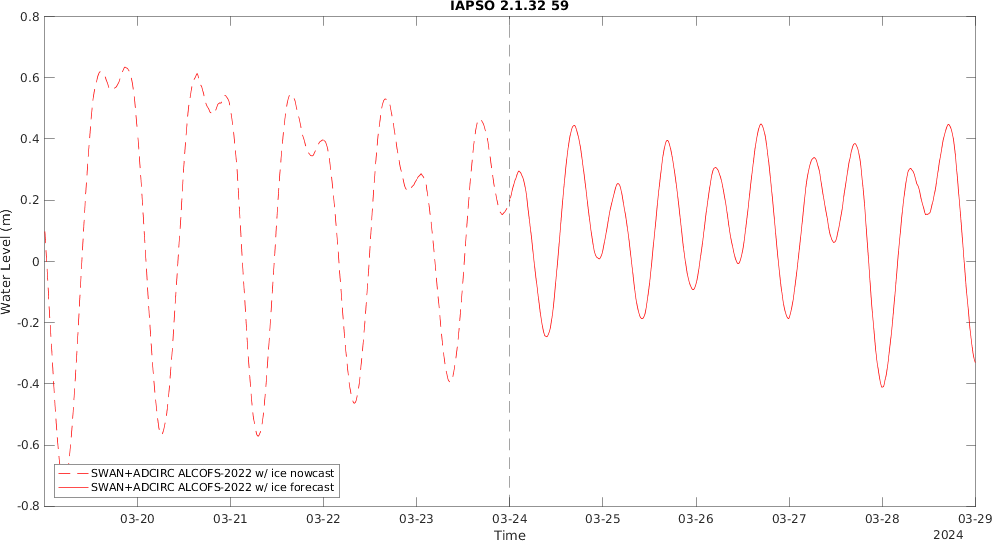 IAPSO 2.1.32 59
Water Level (m)
0.8
0.6
0.4
0.2
0
-0.2
-0.4
-0.6
-0.8
SWAN+ADCIRC ALCOFS-2022 w/ ice nowcast
SWAN+ADCIRC ALCOFS-2022 w/ ice forecast
03-20 03-21 03-22 03-23 03-24 03-25 03-26 03-27 03-28 03-29
Time
2024